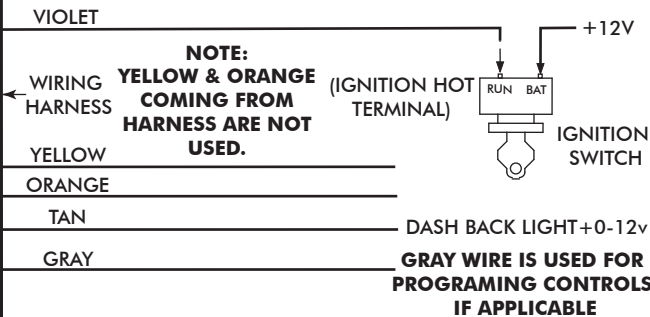 VIOLET
+12V
NOTE:
YELLOW & ORANGE
COMING FROM
HARNESS ARE NOT
USED.
WIRING
HARNESS
(IGNITION HOT
TERMINAL)
RUN BAT
IGNITION
SWITCH
YELLOW
ORANGE
TAN
DASH BACK LIGHT+0-12v
GRAY
GRAY WIRE IS USED FOR
PROGRAMING CONTROLS
IF APPLICABLE